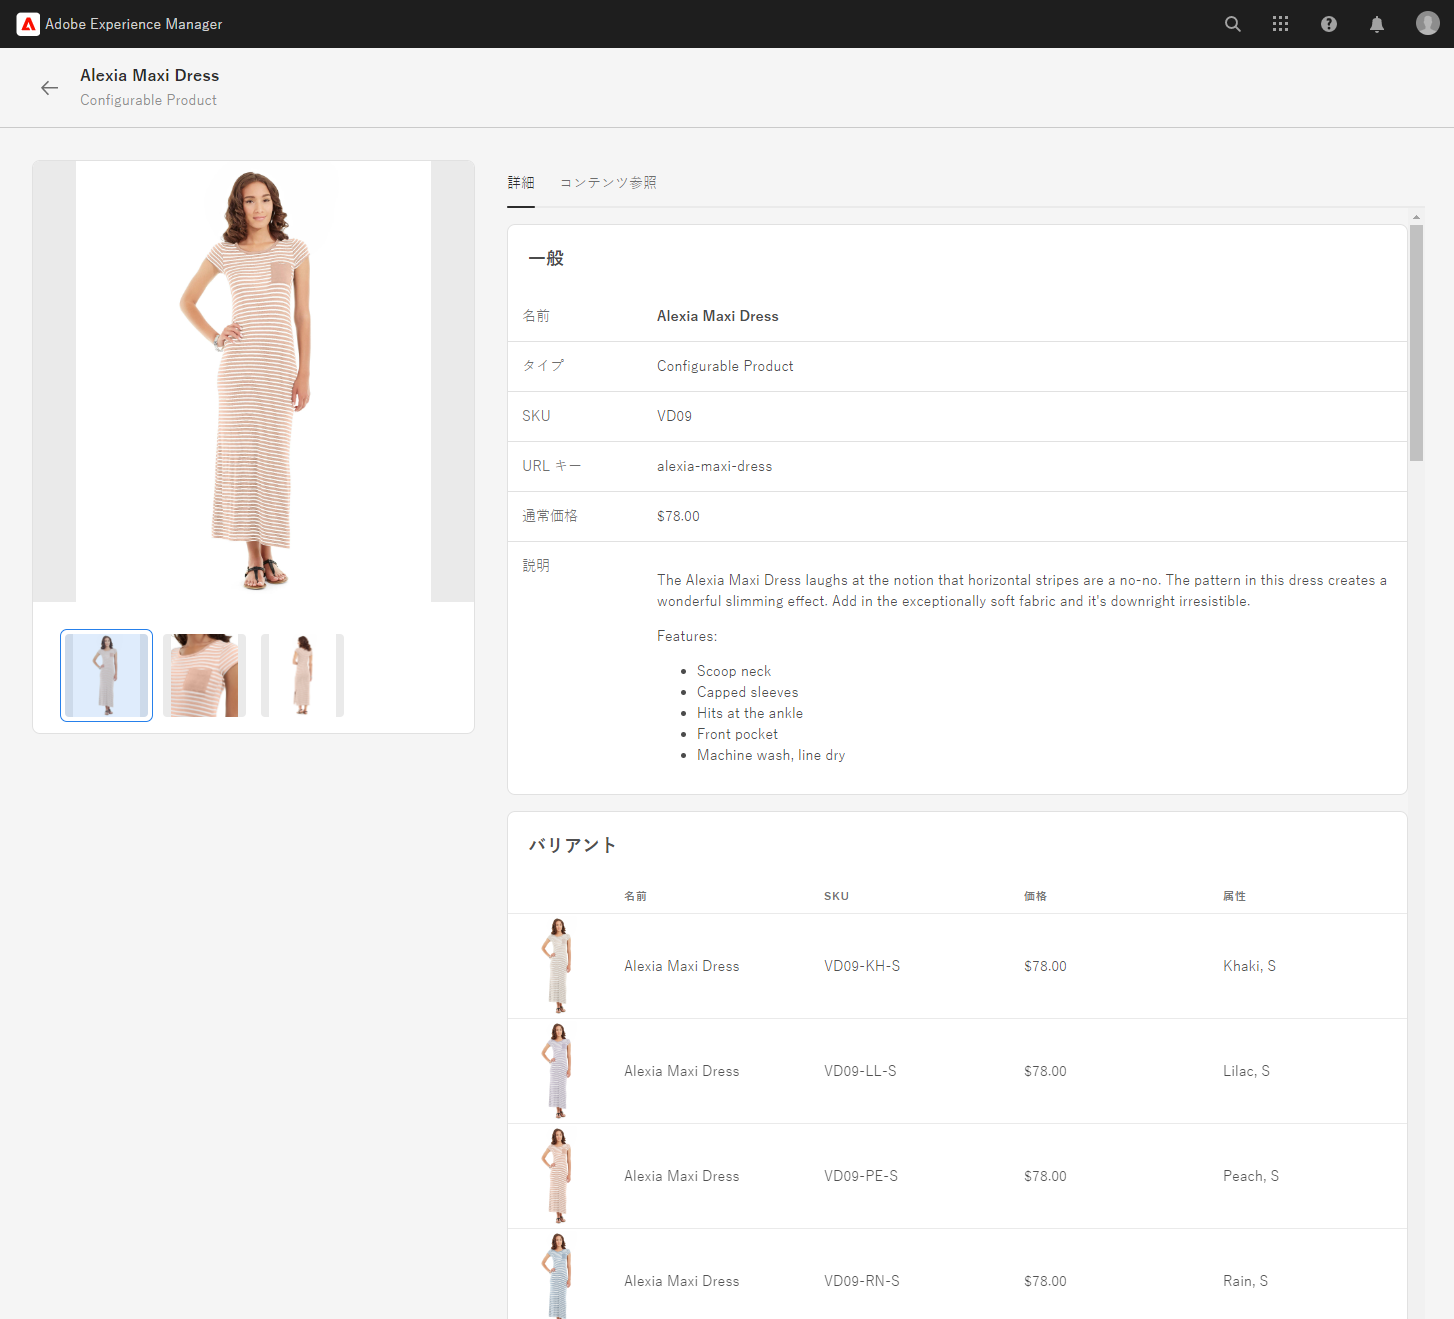 Adobe Experience Manager
Alexia Maxi Dress
Configurable Product
詳細 コンテンツ参照
一般
名前 Alexia Maxi Dress
タイプ Configurable Product
SKU VD09
URL キー alexia-maxi-dress
通常価格 $78.00
説明
The Alexia Maxi Dress laughs at the notion that horizontal stripes are a no-no. The pattern in this dress creates a
wonderful slimming effect. Add in the exceptionally soft fabric and it's downright irresistible.
Features:
Scoop neck
Capped sleeves
Hits at the ankle
Front pocket
Machine wash, line dry
バリアント
名前 SKU 価格 属性
Alexia Maxi Dress VD09-KH-S $78.00 Khaki, S
Alexia Maxi Dress VD09-LL-S $78.00 Lilac, S
Alexia Maxi Dress VD09-PE-S $78.00 Peach, S
Alexia Maxi Dress VD09-RN-S $78.00 Rain, S